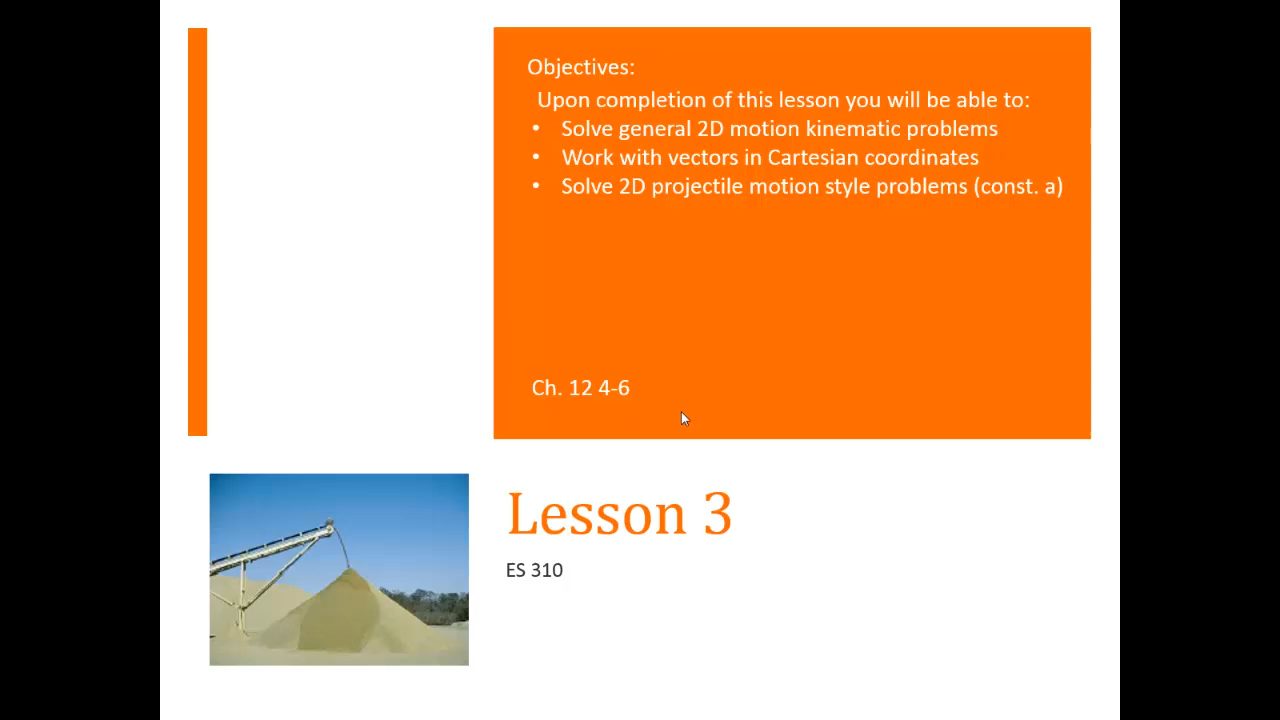 Objectives:
Upon completion of this lesson you will be able to:
• Solve general 2D motion kinematic problems
• Work with vectors in Cartesian coordinates
• Solve 2D projectile motion style problems (const. a)
Ch. 12 4-6
Lesson 3
ES 310